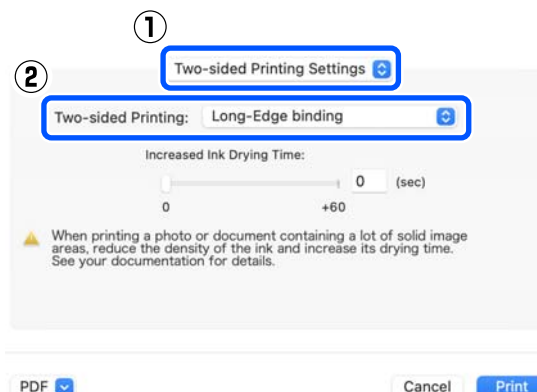 ①
Two-sided Printing Settings
②
Two-sided Printing: Long-Edge binding
Increased Ink Drying Time:
0 (sec)
0 +60
When printing a photo or document containing a lot of solid image
areas, reduce the density of the ink and increase its drying time.
See your documentation for details.
PDF Cancel Print